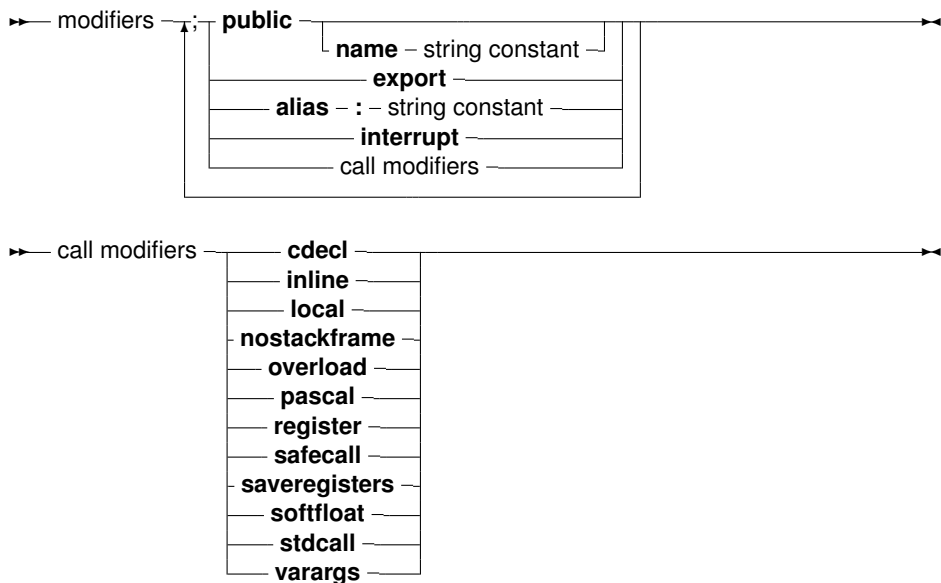 modifiers ; public
name string constant
export
alias : string constant
interrupt
call modifiers
call modifiers cdecl
inline
local
nostackframe
overload
pascal
register
safecall
saveregisters
softfloat
stdcall
varargs